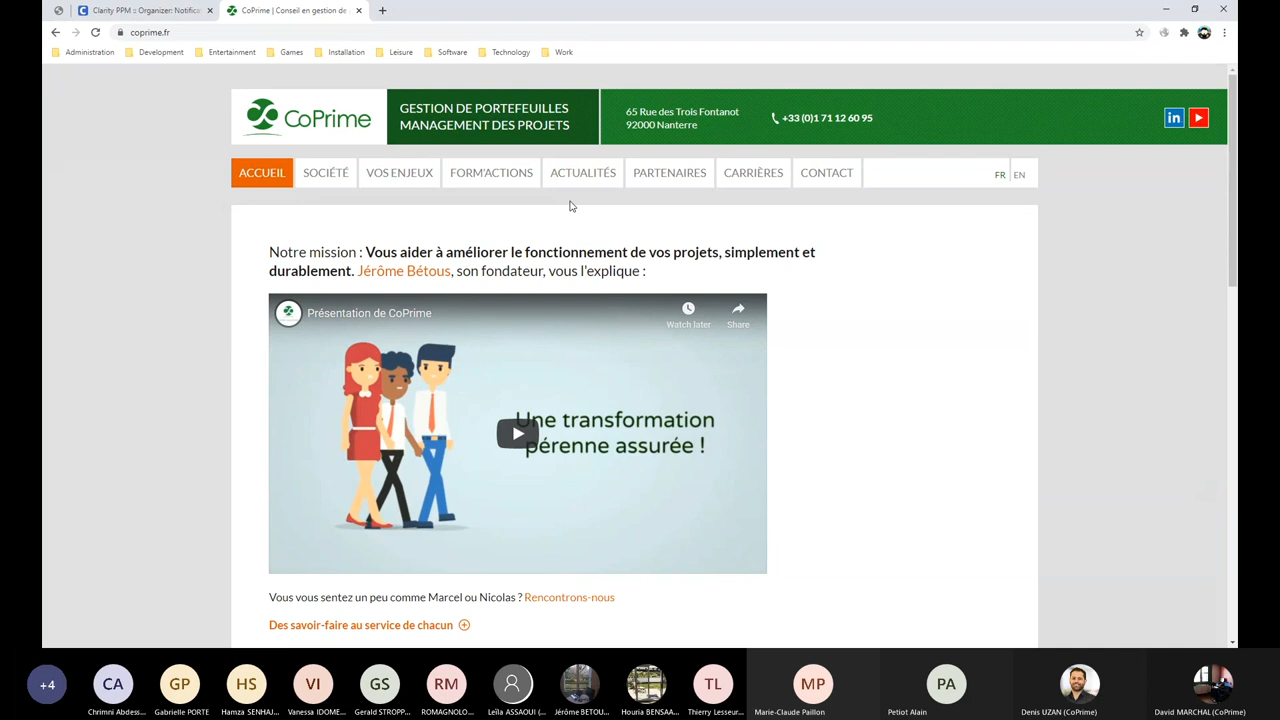 Clarity PPM :: Organizer: Notificat
CoPrime | Conseil en gestion de
coprime.fr
Administration
Development
Entertainment
Games
Installation
Leisure
Software
Technology
Work
CoPrime
GESTION DE PORTEFEUILLES
MANAGEMENT DES PROJETS
65 Rue des Trois Fontanot
92000 Nanterre
+33 (0)1 71 12 60 95
in
ACCUEIL
SOCIÉTÉ
VOS ENJEUX
FORM'ACTIONS
ACTUALITÉS
PARTENAIRES
CARRIÈRES
CONTACT
FR
EN
Notre mission : Vous aider à améliorer le fonctionnement de vos projets, simplement et
durablement. Jérôme Bétous, son fondateur, vous l'explique :
Présentation de CoPrime
Watch later
Share
Une transformation
pérenne assurée !
Vous vous sentez un peu comme Marcel ou Nicolas ? Rencontrons-nous
Des savoir-faire au service de chacun
+4
CA
GP
HS
VI
GS
RM
TL
MP
PA
Chrimni Abdess...
Gabrielle PORTE
Hamza SENHAJ...
Vanessa IDOME...
Gerald STROPP...
ROMAGNOLO...
Leïla ASSAOUI (...
Jérôme BETOU...
Houria BENSAA...
Thierry Lesseur...
Marie-Claude Paillon
Petiot Alain
Denis UZAN (CoPrime)
David MARCHAL (CoPrime)